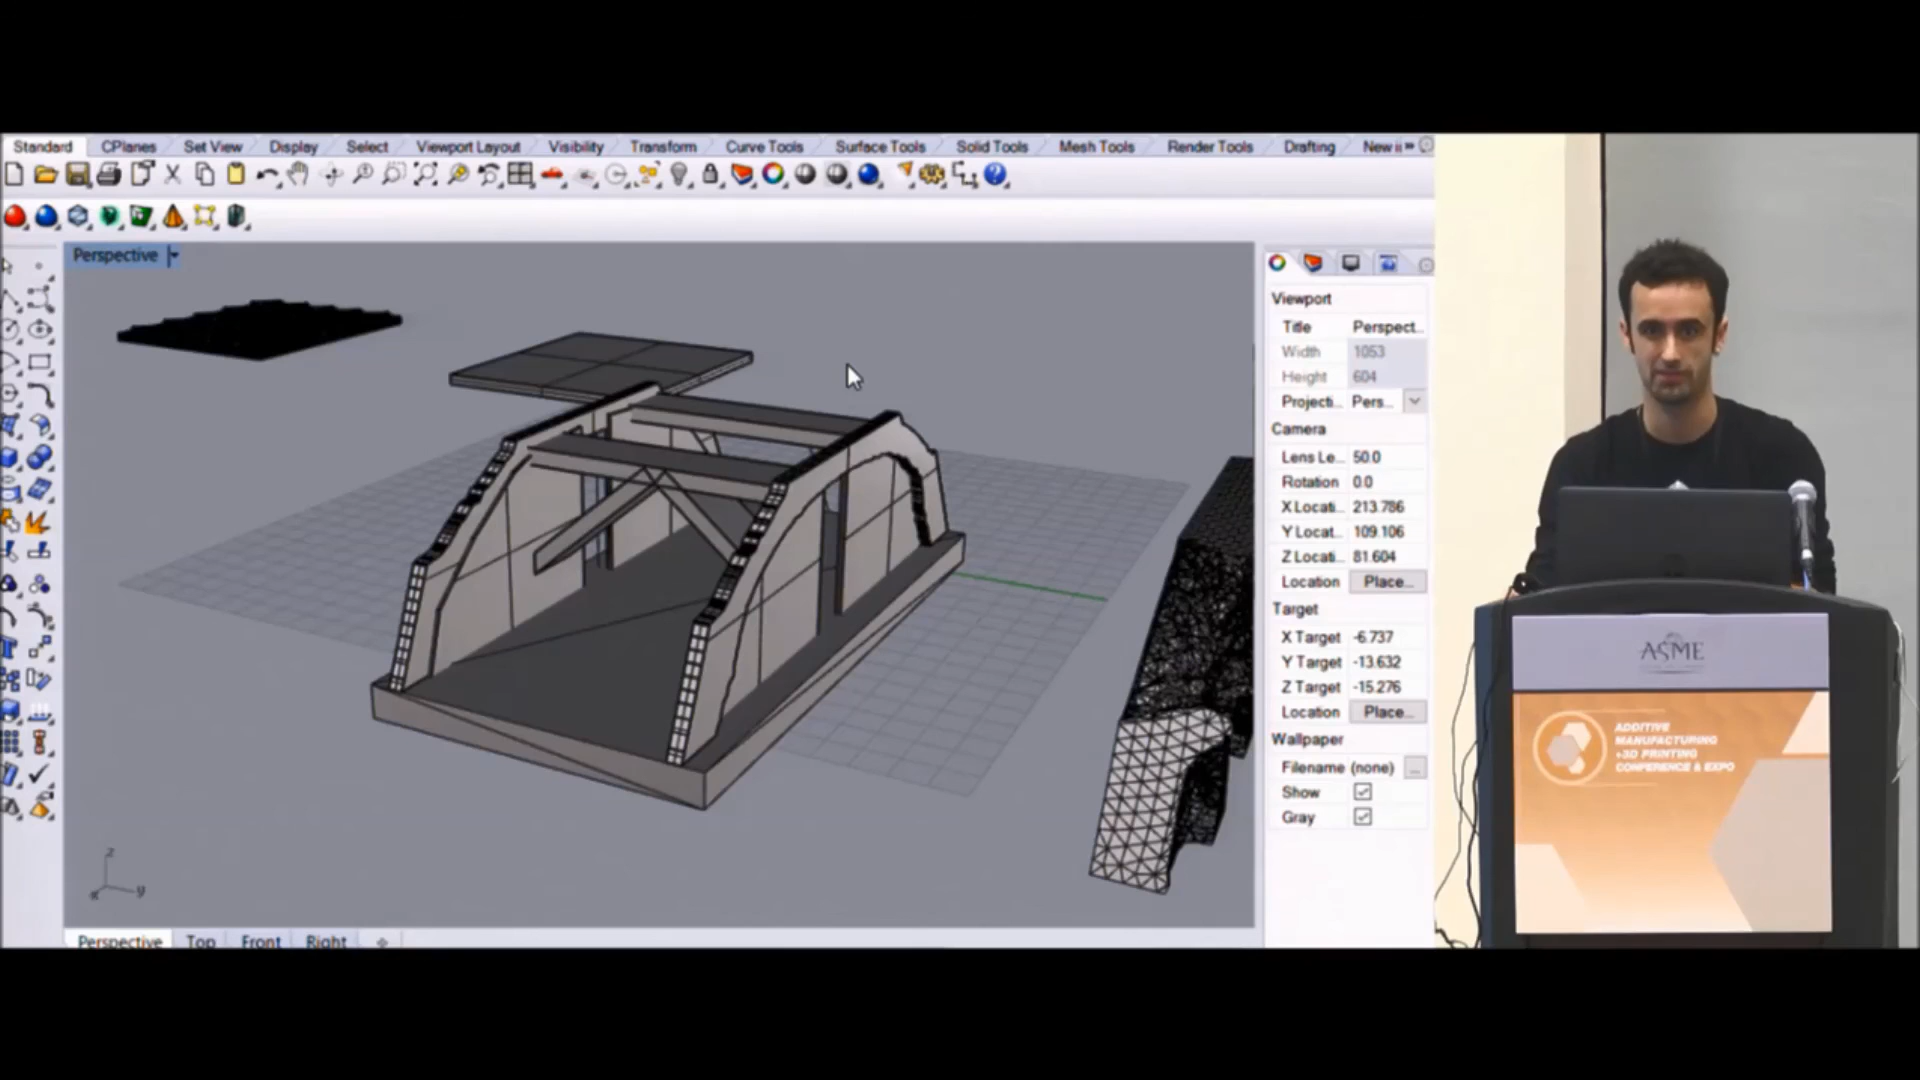 Standard CPlanes Set View Display Select Viewport Layout Visibility Transform Curve Tools Surface Tools Solid Tools Mesh Tools Render Tools Drafting New i
Perspective
Viewport
Title Perspect...
Width 1053
Height 604
Projecti... Pers...
Camera
Lens Le... 50.0
Rotation 0.0
X Locati... 213.786
Y Locat... 109.106
Z Locati... 81.604
Location Place...
Target
X Target -6.737
Y Target -13.632
Z Target -15.276
Location Place...
Wallpaper
Filename (none) ...
Show
Gray
z
x y
Perspective Top Front Right
ASME
ADDITIVE
MANUFACTURING
+3D PRINTING
CONFERENCE & EXPO